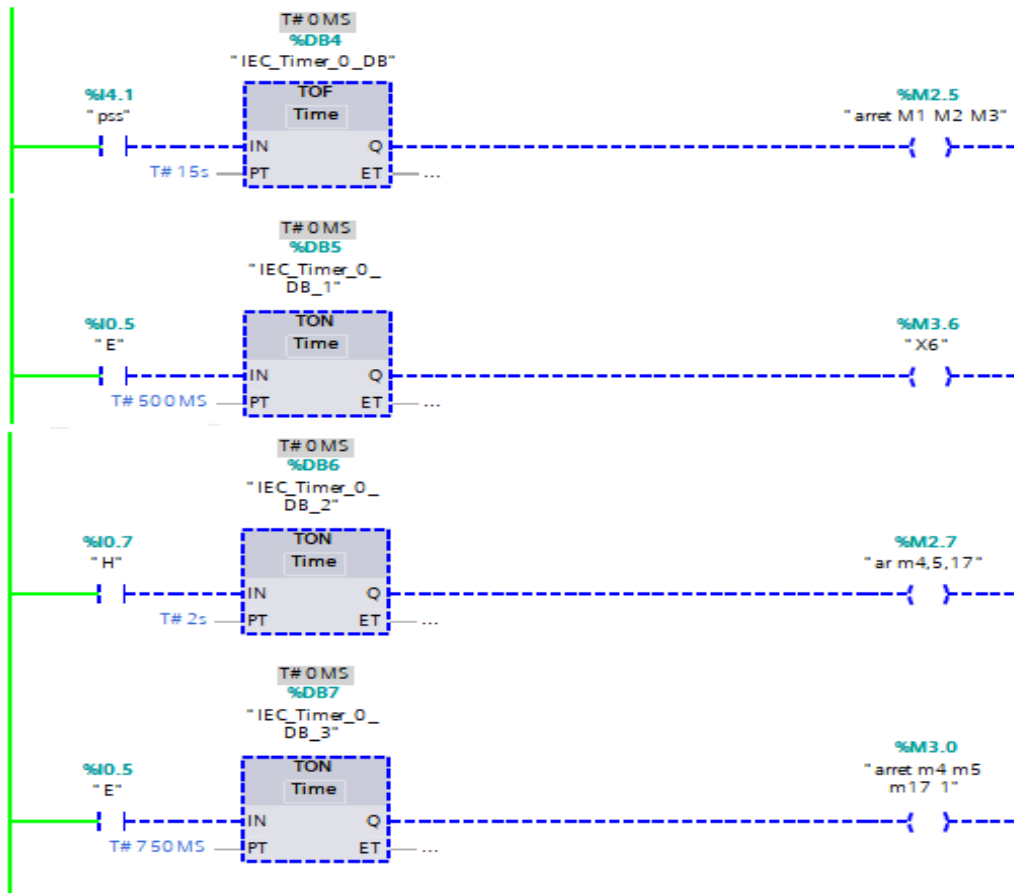 T# 0 MS
%DB4
"IEC_Timer_0_DB"
%I4.1
"pss"
TOF
Time
%M2.5
"arret M1 M2 M3"
IN
Q
T# 15s
PT
ET
...
T# 0 MS
%DB5
"IEC_Timer_0_
DB_1"
%I0.5
"E"
TON
Time
%M3.6
"X6"
IN
Q
T# 500 MS
PT
ET
...
T# 0 MS
%DB6
"IEC_Timer_0_
DB_2"
%I0.7
"H"
TON
Time
%M2.7
"ar m4,5,17"
IN
Q
T# 2s
PT
ET
...
T# 0 MS
%DB7
"IEC_Timer_0_
DB_3"
%I0.5
"E"
TON
Time
%M3.0
"arret m4 m5
m17 1"
IN
Q
T# 750 MS
PT
ET
...